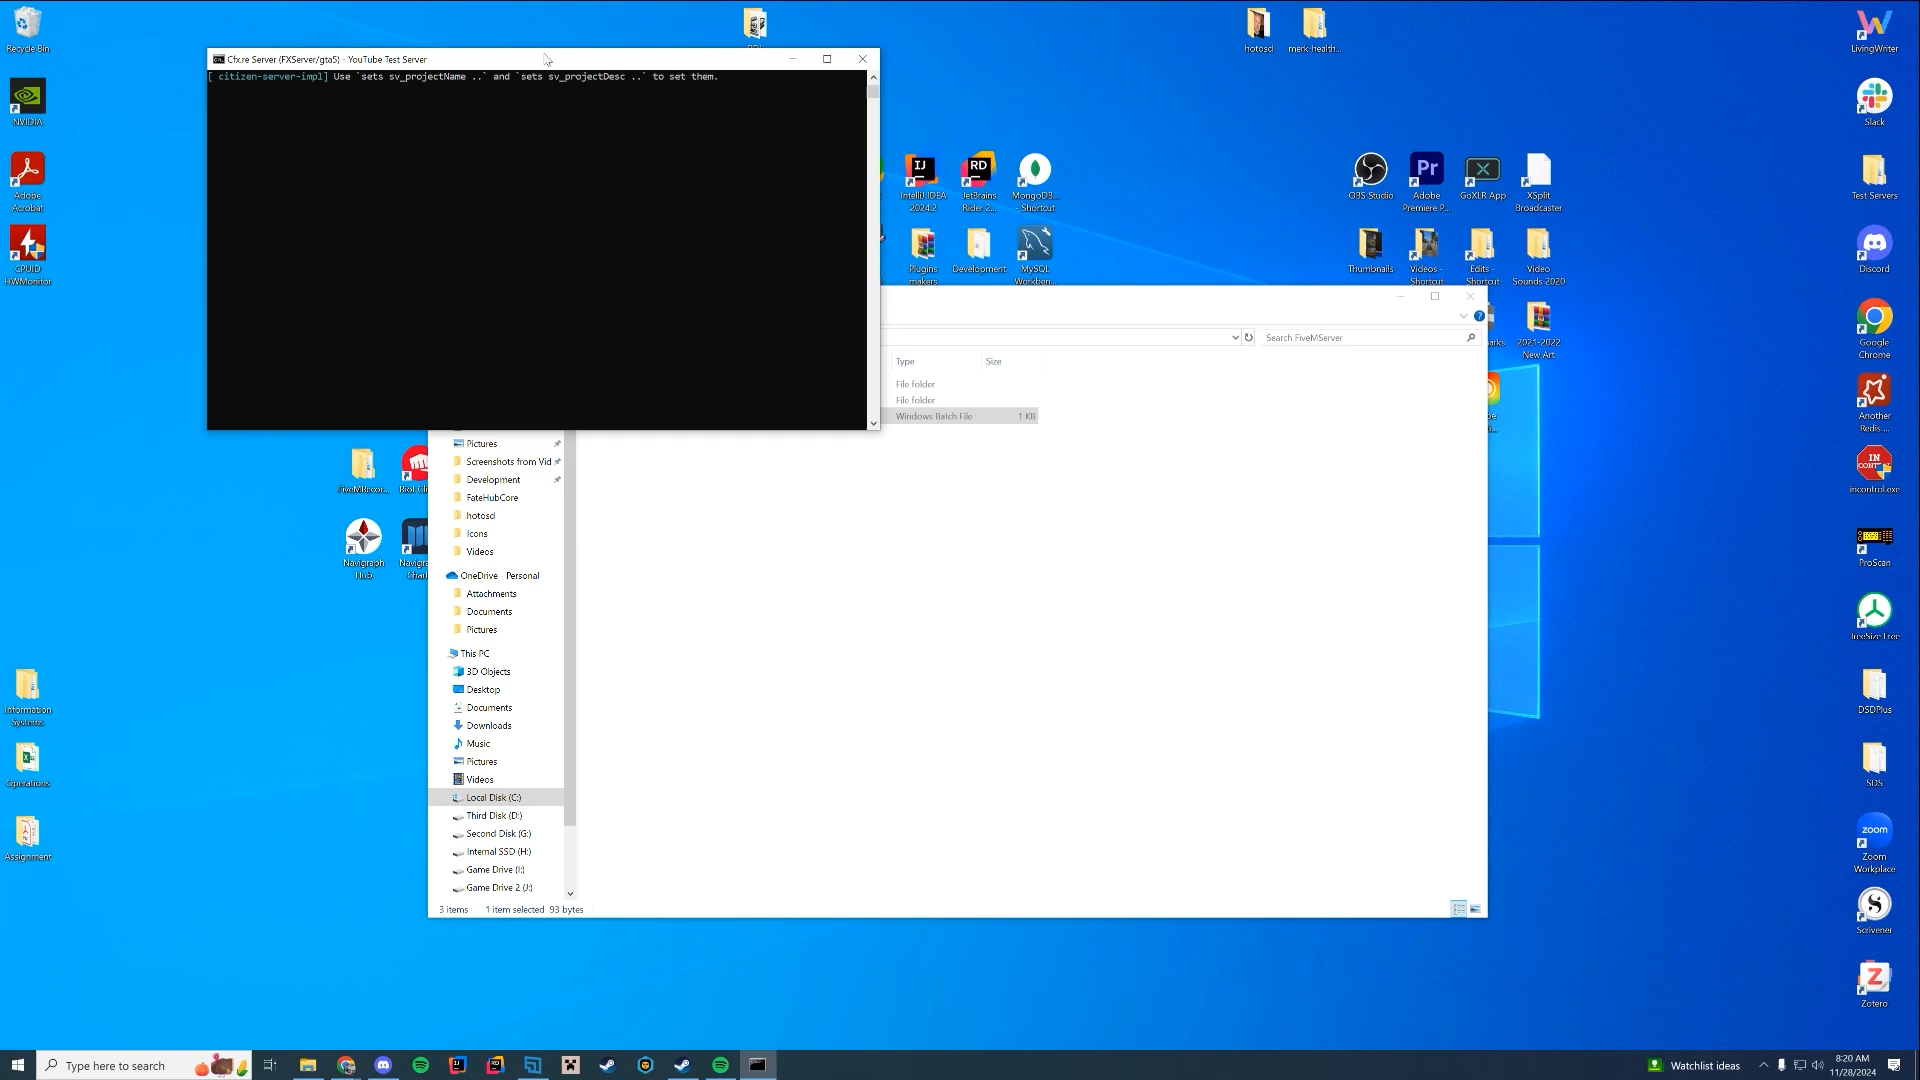 Recycle Bin
hotosd
merk-health...
LivingWriter
Cfx.re Server (FXServer/gta5) - YouTube Test Server
[ citizen-server-impl] Use `sets sv_projectName ..` and `sets sv_projectDesc ..` to set them.
NVIDIA
Slack
Adobe
Acrobat
IntelliJ IDEA
2024.2
JetBrains
Rider 2...
MongoDB...
- Shortcut
OBS Studio
Adobe
Premiere P...
GoXLR App
XSplit
Broadcaster
Test Servers
CPUID
HWMonitor
Plugins
makers
Development
MySQL
Workben...
Thumbnails
Videos -
Shortcut
Edits -
Shortcut
Video
Sounds 2020
Discord
Search FiveMServer
2021-2022
New Art
Google
Chrome
Type
Size
File folder
File folder
Windows Batch File
1 KB
Another
Redis ...
Pictures
Screenshots from Vid
Development
FateHubCore
hotosd
Icons
Videos
FiveMRecor...
Riot Cli
incontrol.exe
Navigraph
Hub
Navigra
Chart
ProScan
OneDrive - Personal
Attachments
Documents
Pictures
TreeSize Free
This PC
3D Objects
Desktop
Documents
Downloads
Music
Pictures
Videos
Local Disk (C:)
Third Disk (D:)
Second Disk (G:)
Internal SSD (H:)
Game Drive (I:)
Game Drive 2 (J:)
Information
Systems
DSDPlus
Operations
SDS
Assignment
zoom
Zoom
Workplace
3 items
1 item selected
93 bytes
Scrivener
Zotero
Type here to search
Watchlist ideas
8:20 AM
11/28/2024